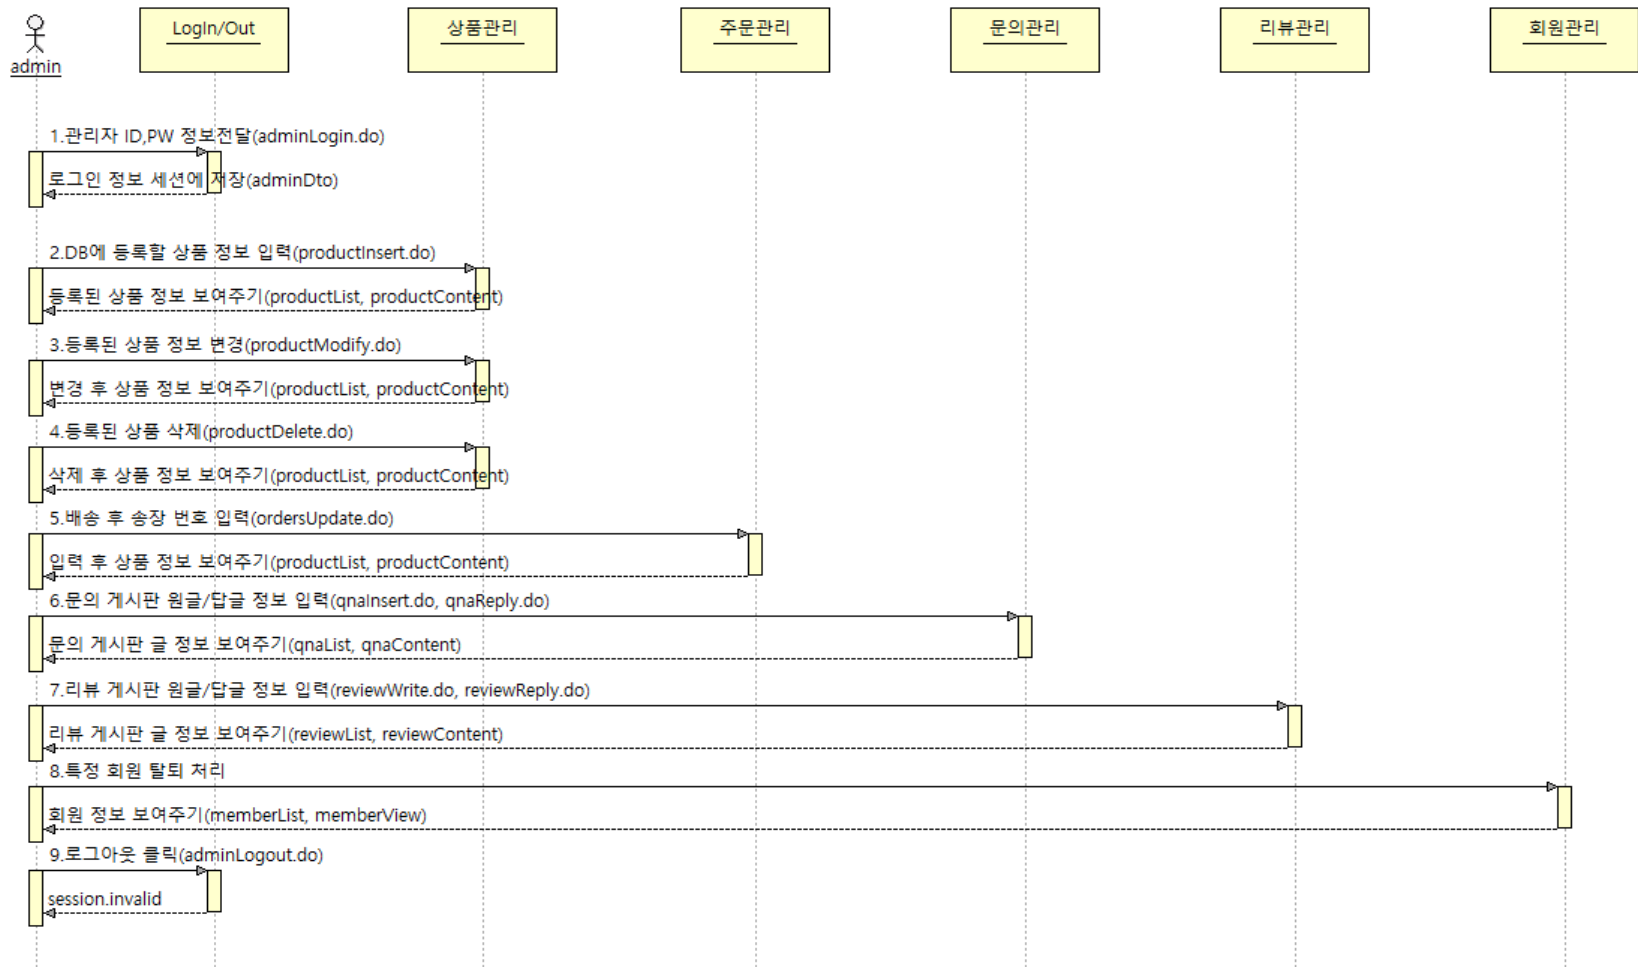 admin
LogIn/Out
상품관리
주문관리
문의관리
리뷰관리
회원관리
1.관리자 ID,PW 정보전달(adminLogin.do)
로그인 정보 세션에 저장(adminDto)
2.DB에 등록할 상품 정보 입력(productInsert.do)
등록된 상품 정보 보여주기(productList, productContent)
3.등록된 상품 정보 변경(productModify.do)
변경 후 상품 정보 보여주기(productList, productContent)
4.등록된 상품 삭제(productDelete.do)
삭제 후 상품 정보 보여주기(productList, productContent)
5.배송 후 송장 번호 입력(ordersUpdate.do)
입력 후 상품 정보 보여주기(productList, productContent)
6.문의 게시판 원글/답글 정보 입력(qnaInsert.do, qnaReply.do)
문의 게시판 글 정보 보여주기(qnaList, qnaContent)
7.리뷰 게시판 원글/답글 정보 입력(reviewWrite.do, reviewReply.do)
리뷰 게시판 글 정보 보여주기(reviewList, reviewContent)
8.특정 회원 탈퇴 처리
회원 정보 보여주기(memberList, memberView)
9.로그아웃 클릭(adminLogout.do)
session.invalid